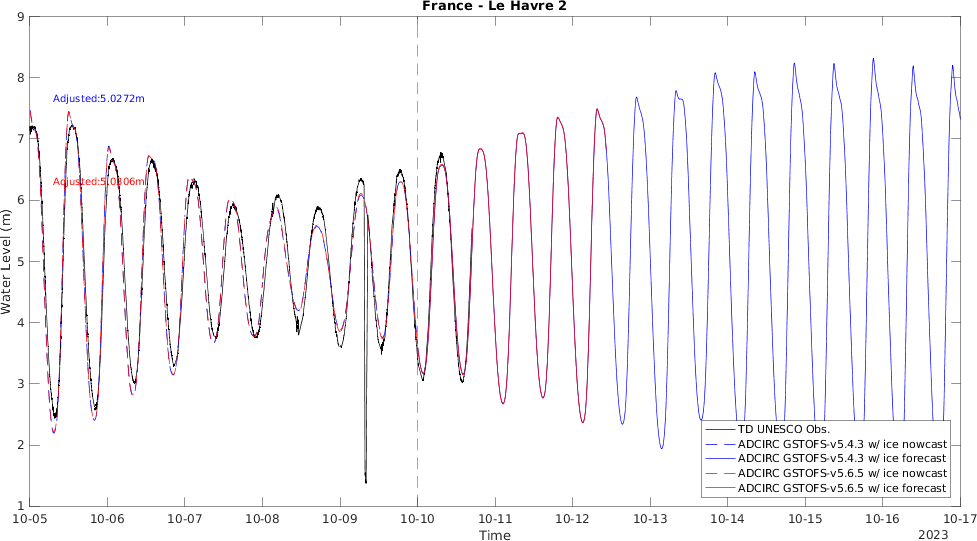 France - Le Havre 2
9
8
7
6
5
4
3
2
1
Water Level (m)
Adjusted:5.0272m
Adjusted:5.0806m
TD UNESCO Obs.
ADCIRC GSTOFS-v5.4.3 w/ ice nowcast
ADCIRC GSTOFS-v5.4.3 w/ ice forecast
ADCIRC GSTOFS-v5.6.5 w/ ice nowcast
ADCIRC GSTOFS-v5.6.5 w/ ice forecast
10-05 10-06 10-07 10-08 10-09 10-10 10-11 10-12 10-13 10-14 10-15 10-16 10-17
Time
2023